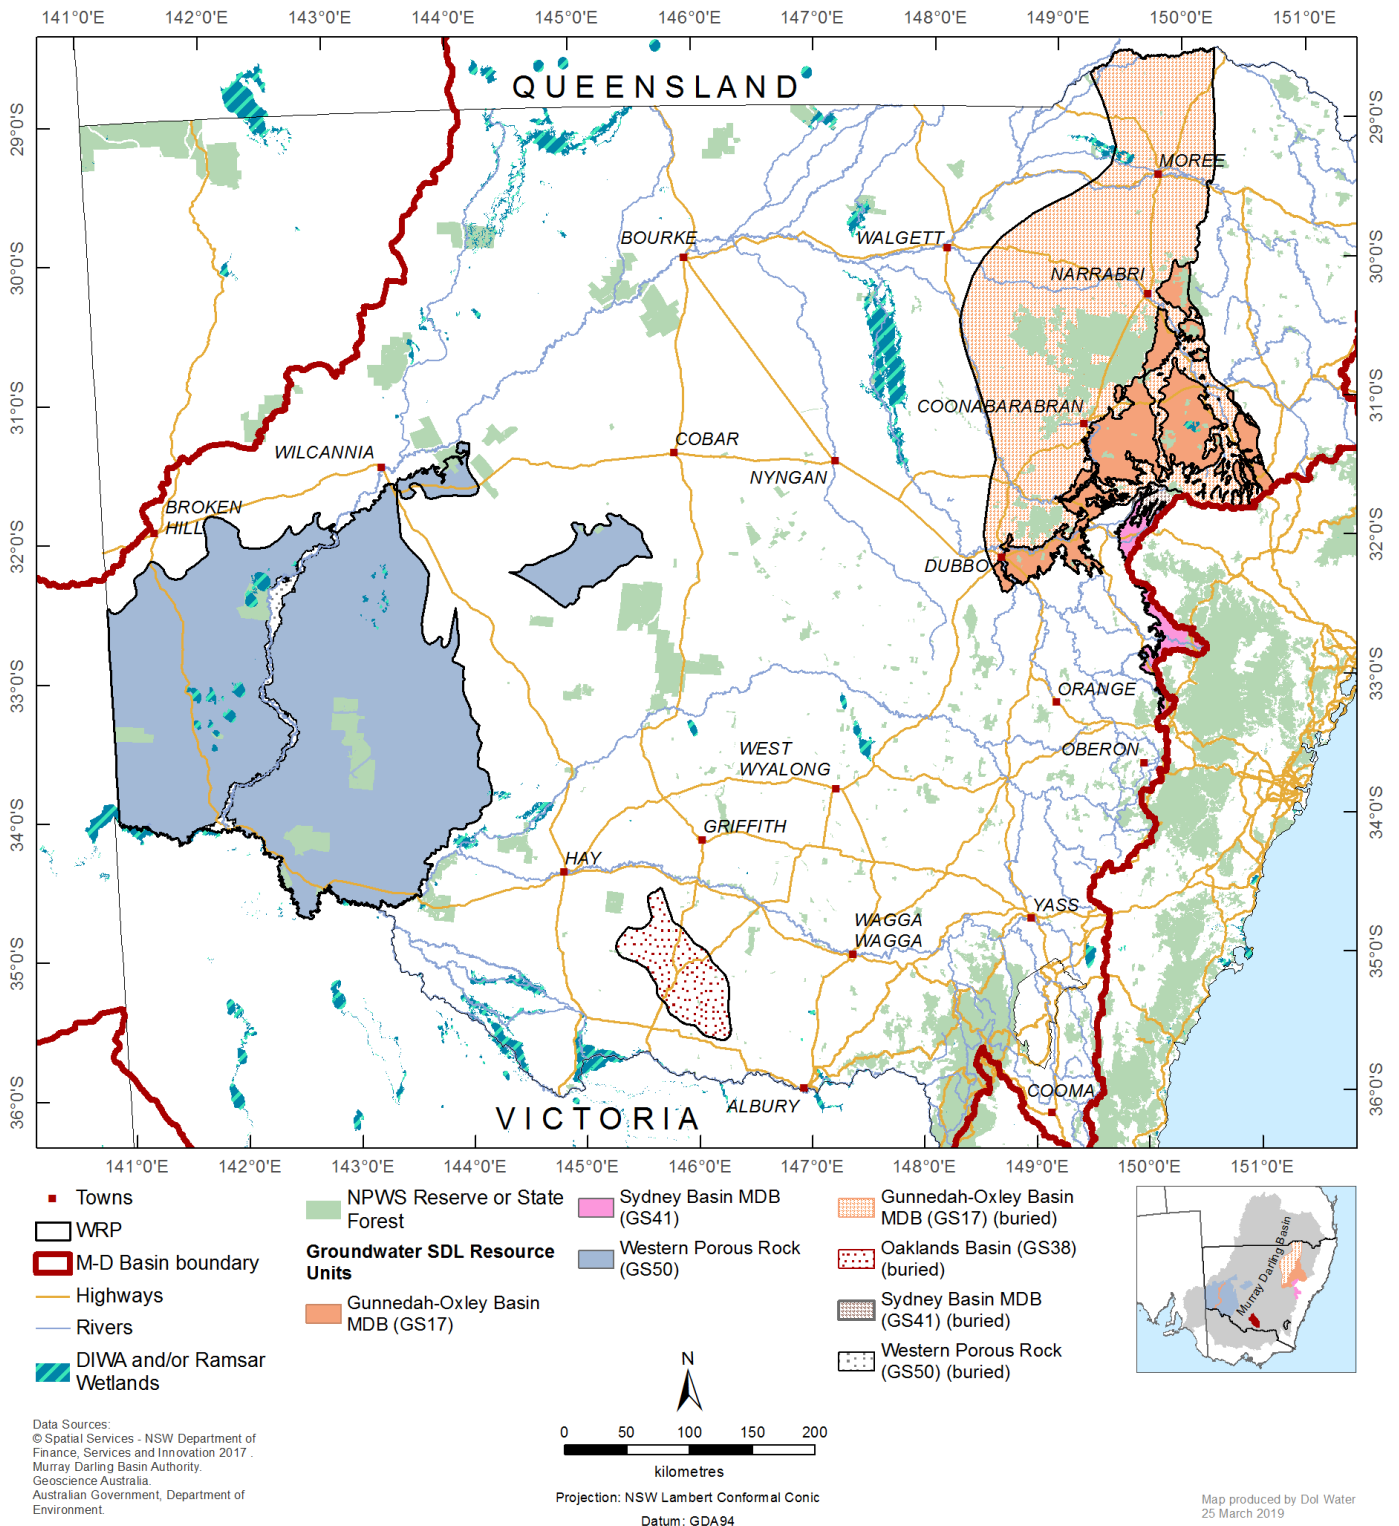 141°0'E 142°0'E 143°0'E 144°0'E 145°0'E 146°0'E 147°0'E 148°0'E 149°0'E 150°0'E 151°0'E
29°0'S
30°0'S
31°0'S
32°0'S
33°0'S
34°0'S
35°0'S
36°0'S
29°0'S
30°0'S
31°0'S
32°0'S
33°0'S
34°0'S
35°0'S
36°0'S
QUEENSLAND
MOREE
BOURKE
WALGETT
NARRABRI
COONABARABRAN
COBAR
WILCANNIA
NYNGAN
BROKEN
HILL
DUBBO
ORANGE
OBERON
WEST
WYALONG
GRIFFITH
HAY
YASS
WAGGA
WAGGA
COOMA
ALBURY
VICTORIA
141°0'E 142°0'E 143°0'E 144°0'E 145°0'E 146°0'E 147°0'E 148°0'E 149°0'E 150°0'E 151°0'E
Towns
WRP
M-D Basin boundary
Highways
Rivers
DIWA and/or Ramsar
Wetlands
NPWS Reserve or State
Forest
Groundwater SDL Resource
Units
Gunnedah-Oxley Basin
MDB (GS17)
Sydney Basin MDB
(GS41)
Western Porous Rock
(GS50)
Gunnedah-Oxley Basin
MDB (GS17) (buried)
Oaklands Basin (GS38)
(buried)
Sydney Basin MDB
(GS41) (buried)
Western Porous Rock
(GS50) (buried)
Murray Darling Basin
N
0 50 100 150 200
kilometres
Projection: NSW Lambert Conformal Conic
Datum: GDA94
Data Sources:
© Spatial Services - NSW Department of
Finance, Services and Innovation 2017 .
Murray Darling Basin Authority.
Geoscience Australia.
Australian Government, Department of
Environment.
Map produced by DoI Water
25 March 2019